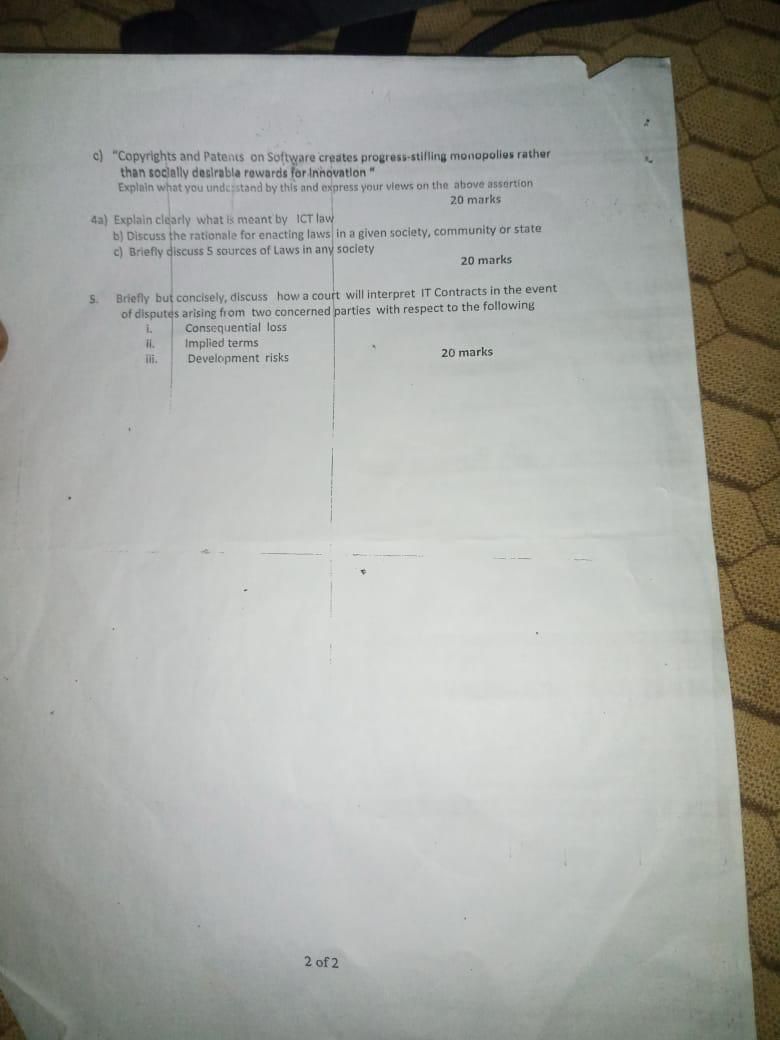 c) "Copyrights and Patents on Software creates progress-stifling monopolies rather
than socially desirable rewards for Innovation "
Explain what you understand by this and express your views on the above assertion
20 marks
4a) Explain clearly what is meant by ICT law
b) Discuss the rationale for enacting laws in a given society, community or state
c) Briefly discuss 5 sources of Laws in any society
20 marks
5. Briefly but concisely, discuss how a court will interpret IT Contracts in the event
of disputes arising from two concerned parties with respect to the following
i. Consequential loss
ii. Implied terms
iii. Development risks
20 marks
2 of 2